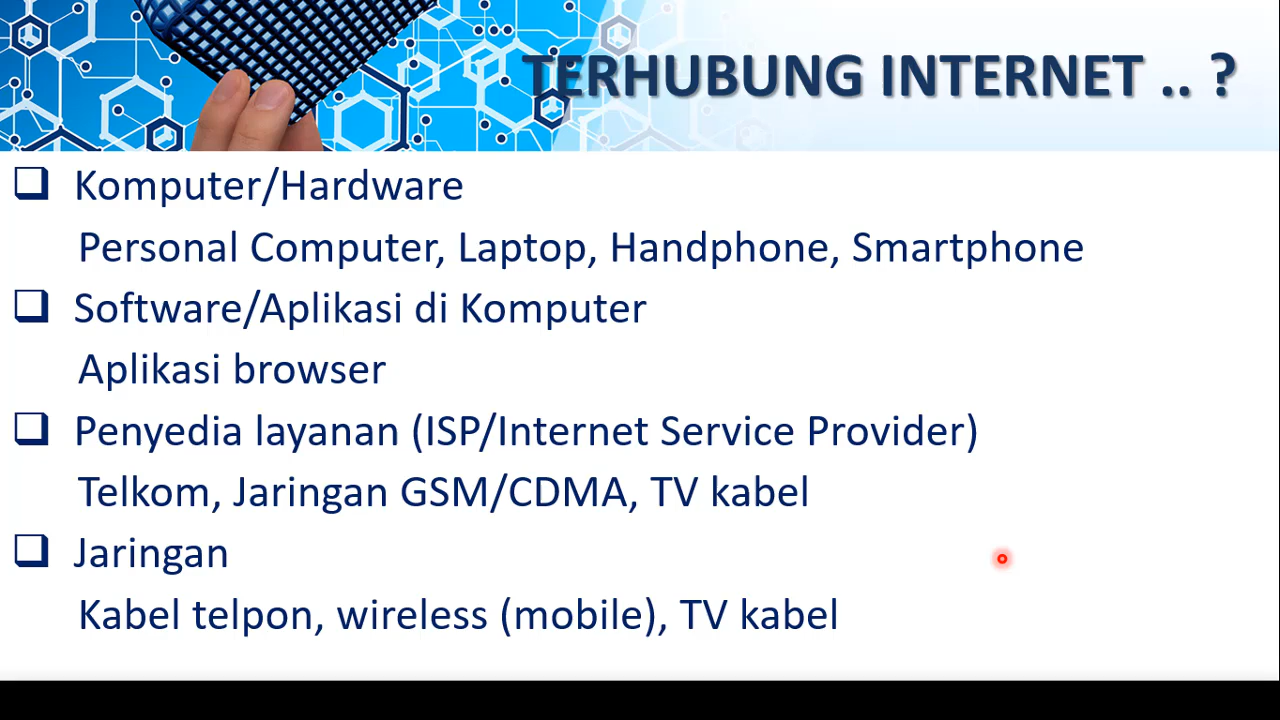 TERHUBUNG INTERNET .. ?
Komputer/Hardware
Personal Computer, Laptop, Handphone, Smartphone
Software/Aplikasi di Komputer
Aplikasi browser
Penyedia layanan (ISP/Internet Service Provider)
Telkom, Jaringan GSM/CDMA, TV kabel
Jaringan
Kabel telpon, wireless (mobile), TV kabel